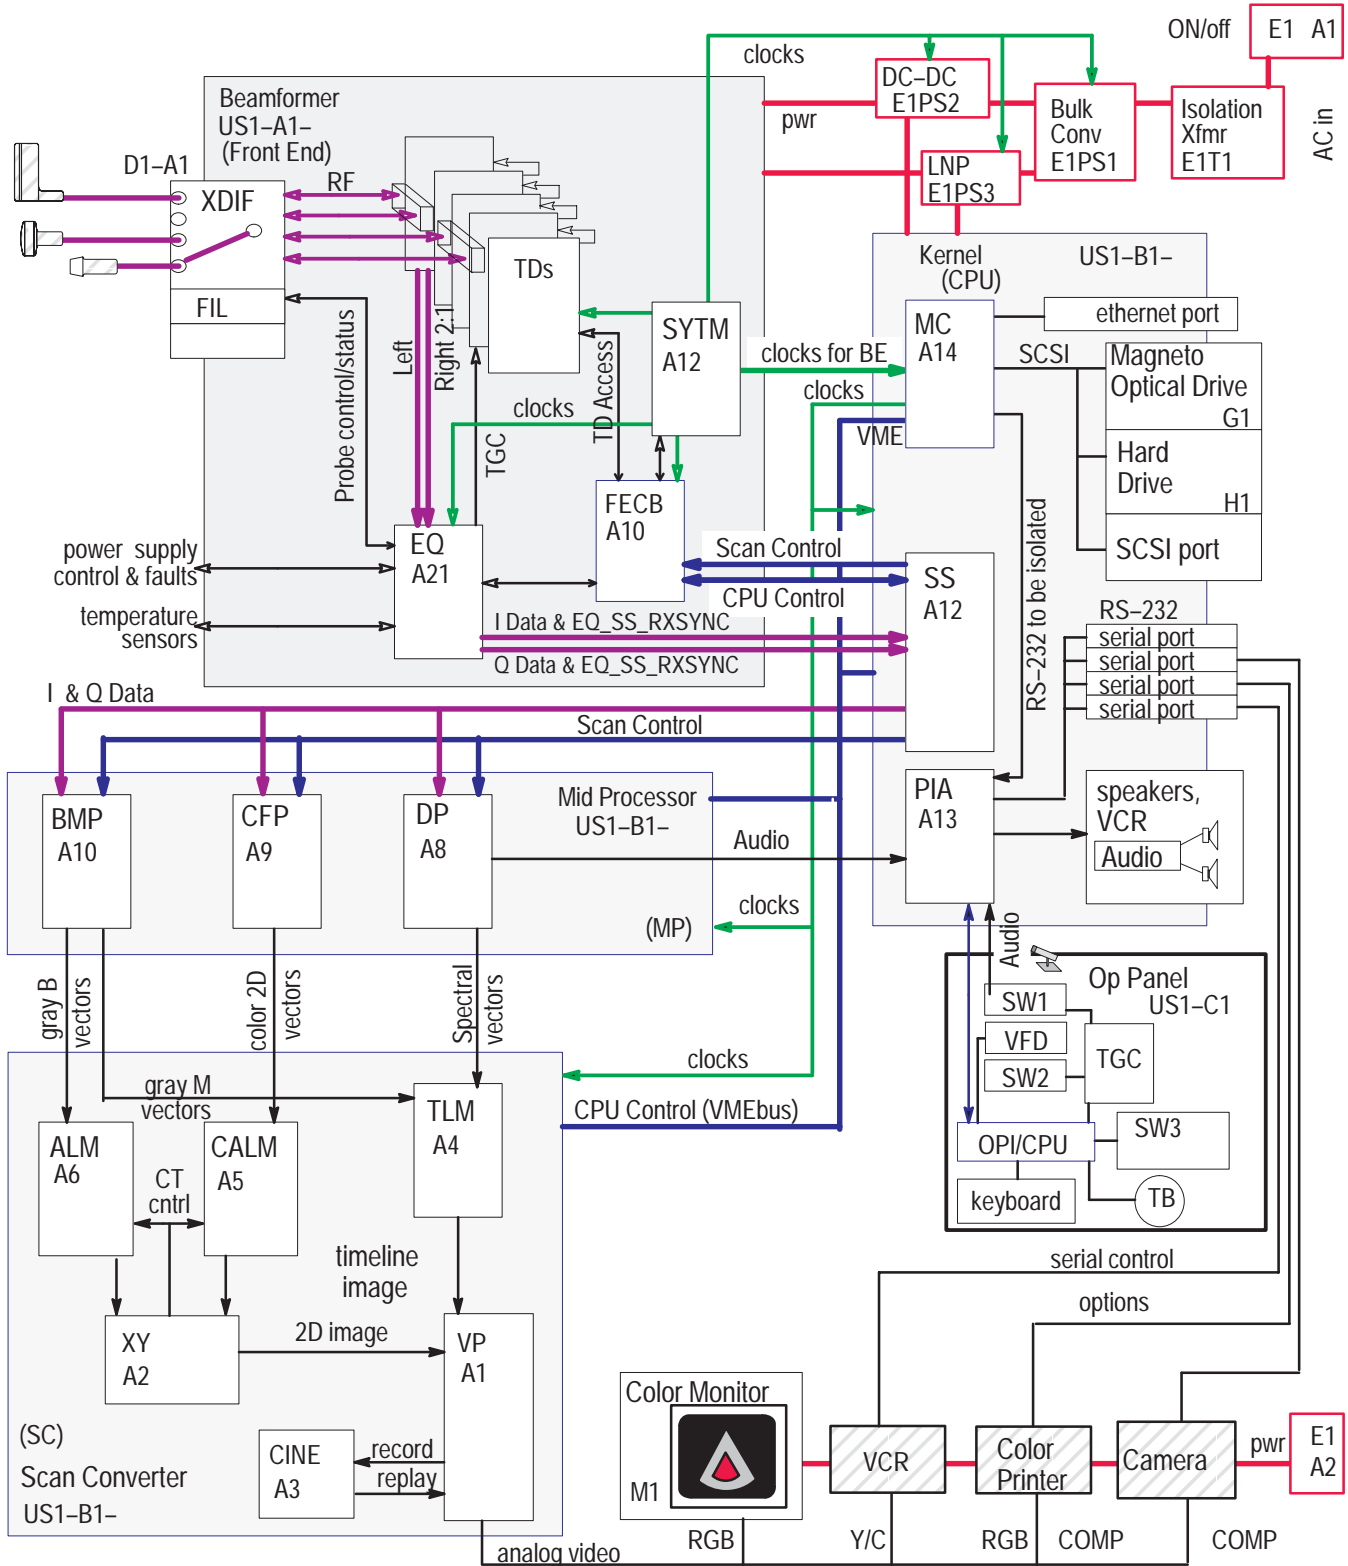 ON/off
E1 A1
clocks
DC–DC
E1PS2
Beamformer
US1–A1–
(Front End)
pwr
Bulk
Conv
E1PS1
Isolation
Xfmr
E1T1
AC in
D1–A1
XDIF
RF
LNP
E1PS3
FIL
TDs
Kernel
(CPU)
US1–B1–
MC
A14
ethernet port
SYTM
A12
clocks for BE
SCSI
Magneto
Optical Drive
G1
Probe control/status
Left
Right 2:1
TGC
clocks
TD Access
clocks
VME
Hard
Drive
H1
FECB
A10
SCSI port
EQ
A21
power supply
control & faults
Scan Control
CPU Control
SS
A12
RS–232 to be isolated
temperature
sensors
I Data & EQ_SS_RXSYNC
Q Data & EQ_SS_RXSYNC
RS–232
serial port
serial port
serial port
serial port
I & Q Data
Scan Control
BMP
A10
CFP
A9
DP
A8
Mid Processor
US1–B1–
PIA
A13
speakers,
VCR
Audio
Audio
(MP)
clocks
gray B
vectors
color 2D
vectors
Spectral
vectors
Audio
Op Panel
US1–C1
SW1
VFD
SW2
TGC
clocks
gray M
vectors
TLM
A4
CPU Control (VMEbus)
ALM
A6
CALM
A5
CT
cntrl
OPI/CPU
SW3
keyboard
TB
timeline
image
serial control
options
XY
A2
2D image
VP
A1
Color Monitor
M1
(SC)
Scan Converter
US1–B1–
CINE
A3
record
replay
VCR
Color
Printer
Camera
pwr
E1
A2
analog video
RGB
Y/C
RGB
COMP
COMP